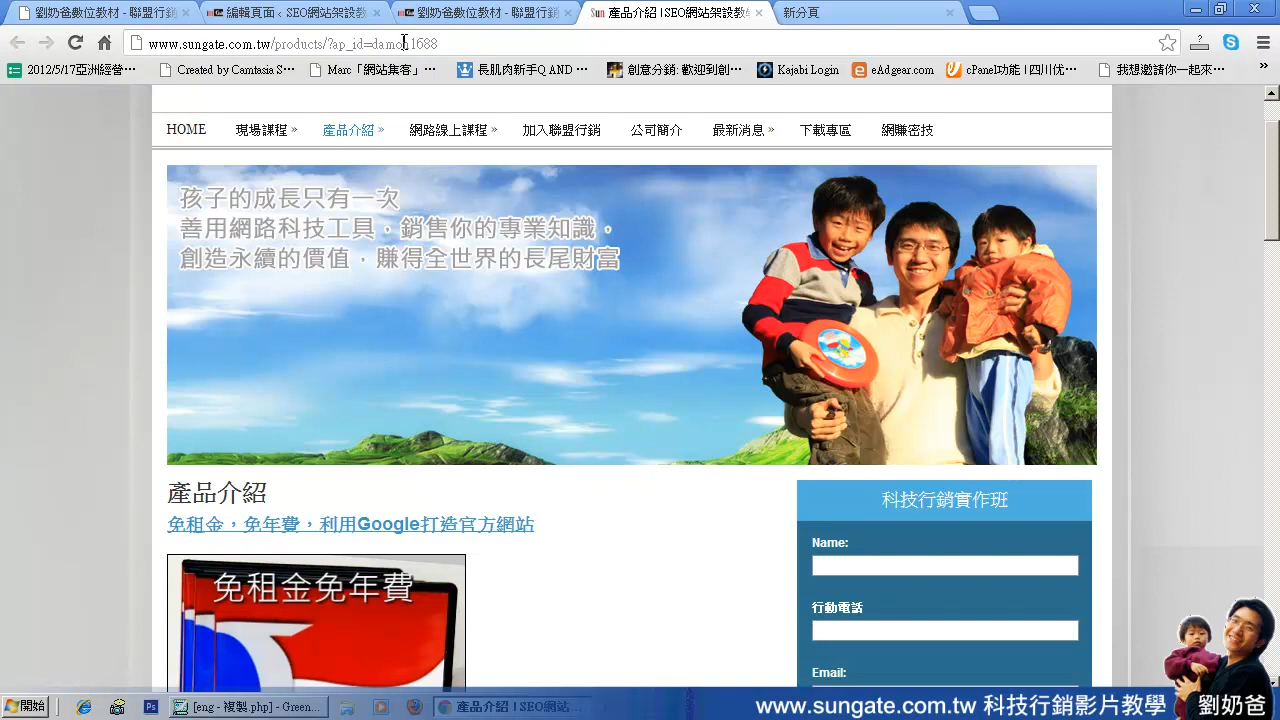 劉奶爸數位教材 - 聯盟行銷
編輯頁面 ‹ SEO網站架設教
劉奶爸數位教材 - 聯盟行銷
Sun 產品介紹 | SEO網站架設教
新分頁
www.sungate.com.tw/products/?ap_id=damo
1688
2012/5/17亞洲經營…
Created by Camtasia S…
Mayo「網站集客」…
長肌肉新手Q AND …
創意分銷: 歡迎到創…
Kajabi Login
eAdgear.com
cPanel功能 | 四川优…
我想邀請你一起來…
»
HOME
現場課程 »
產品介紹 »
網路線上課程 »
加入聯盟行銷
公司簡介
最新消息 »
下載專區
網賺密技
孩子的成長只有一次
善用網路科技工具，銷售你的專業知識，
創造永續的價值，賺得全世界的長尾財富
產品介紹
免租金，免年費，利用Google打造官方網站
免租金免年費
科技行銷實作班
Name:
行動電話
Email:
開始
[eng - 複製.php] - G
產品介紹 | SEO網站…
www.sungate.com.tw 科技行銷影片教學
劉奶爸